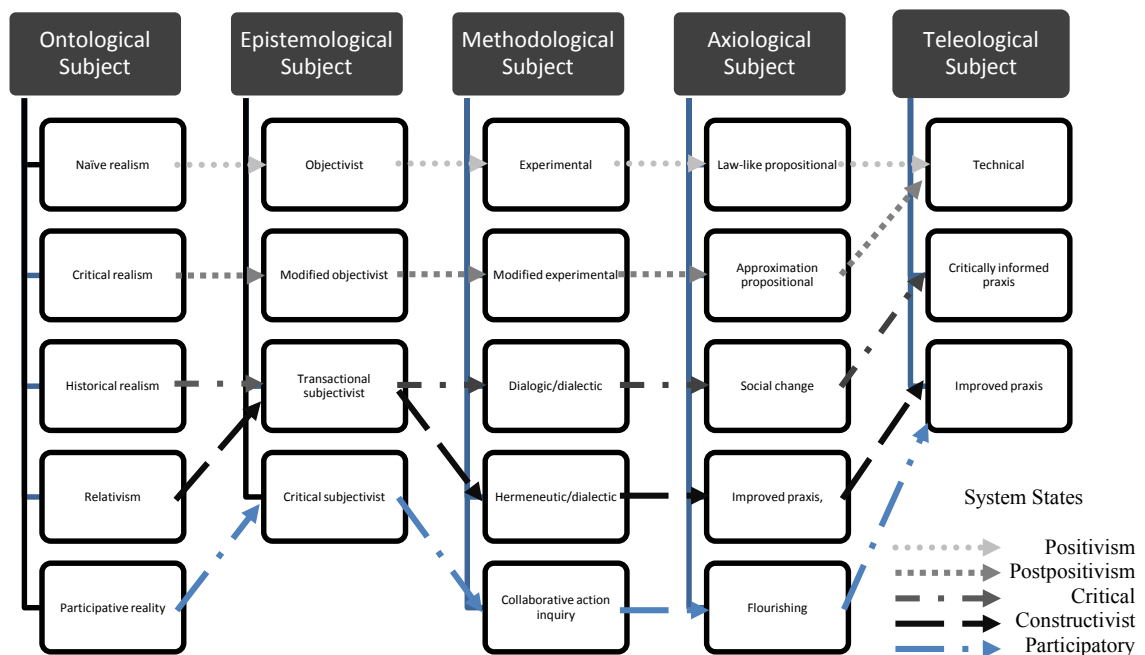 Ontological
Subject
Epistemological
Subject
Methodological
Subject
Axiological
Subject
Teleological
Subject
Naïve realism
Objectivist
Experimental
Law-like propositional
Technical
Critical realism
Modified objectivist
Modified experimental
Approximation
propositional
Critically informed
praxis
Historical realism
Transactional
subjectivist
Dialogic/dialectic
Social change
Improved praxis
Relativism
Critical subjectivist
Hermeneutic/dialectic
Improved praxis,
Participative reality
Collaborative action
inquiry
Flourishing
System States
Positivism
Postpositivism
Critical
Constructivist
Participatory